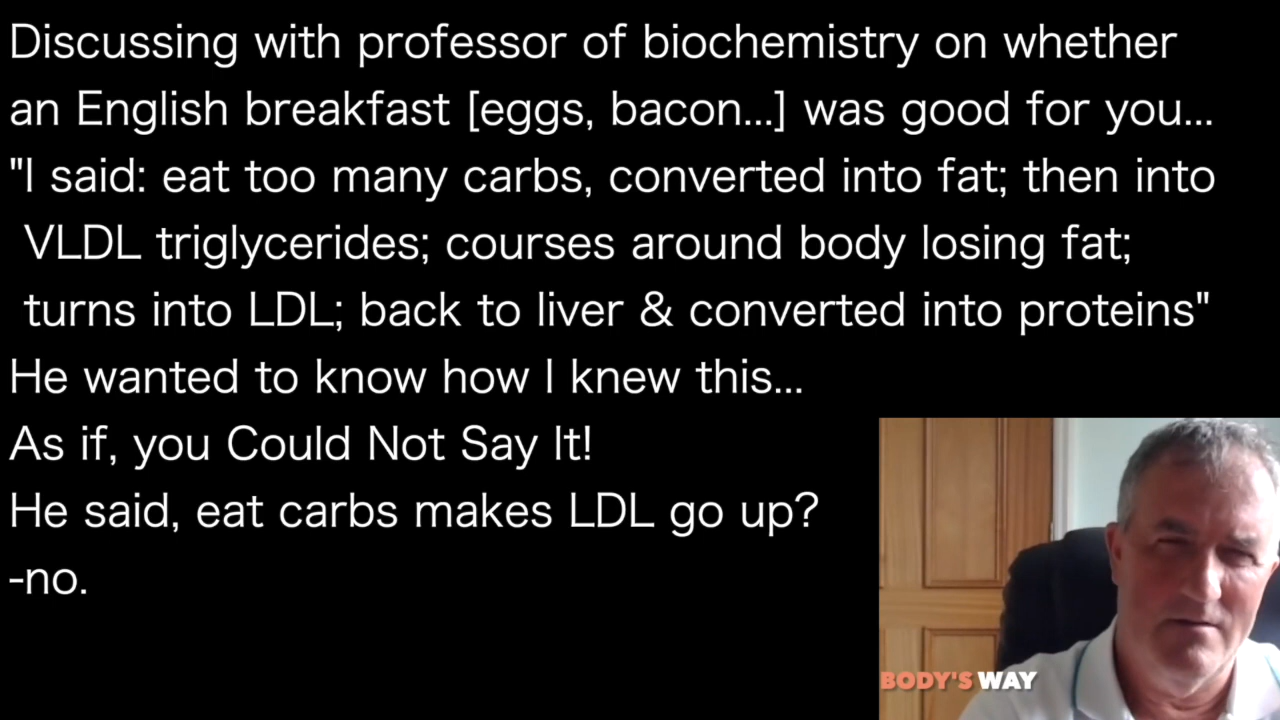 Discussing with professor of biochemistry on whether
an English breakfast [eggs, bacon...] was good for you...
"I said: eat too many carbs, converted into fat; then into
VLDL triglycerides; courses around body losing fat;
turns into LDL; back to liver & converted into proteins"
He wanted to know how I knew this...
As if, you Could Not Say It!
He said, eat carbs makes LDL go up?
-no.
BODY'S WAY